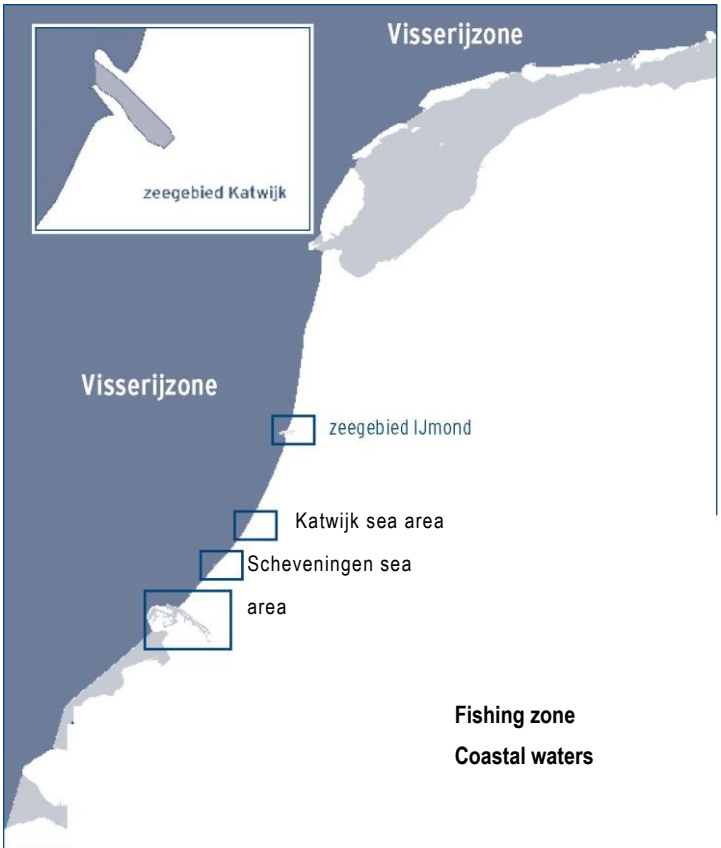 Visserijzone
zeegebied Katwijk
Visserijzone
zeegebied IJmond
Katwijk sea area
Scheveningen sea
area
Fishing zone
Coastal waters